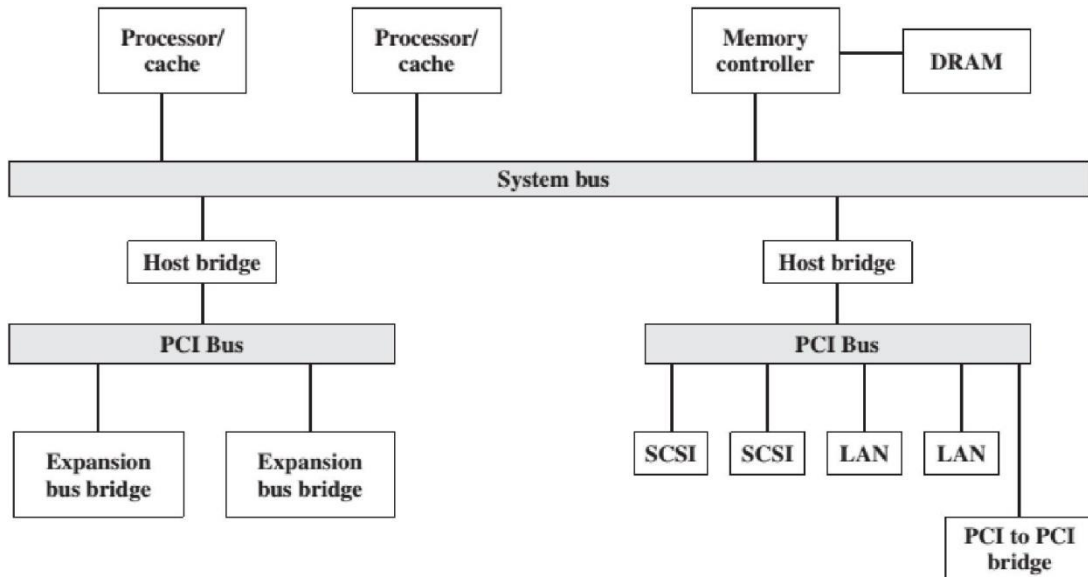 Processor/
cache
Processor/
cache
Memory
controller
DRAM
System bus
Host bridge
Host bridge
PCI Bus
PCI Bus
Expansion
bus bridge
Expansion
bus bridge
SCSI
SCSI
LAN
LAN
PCI to PCI
bridge